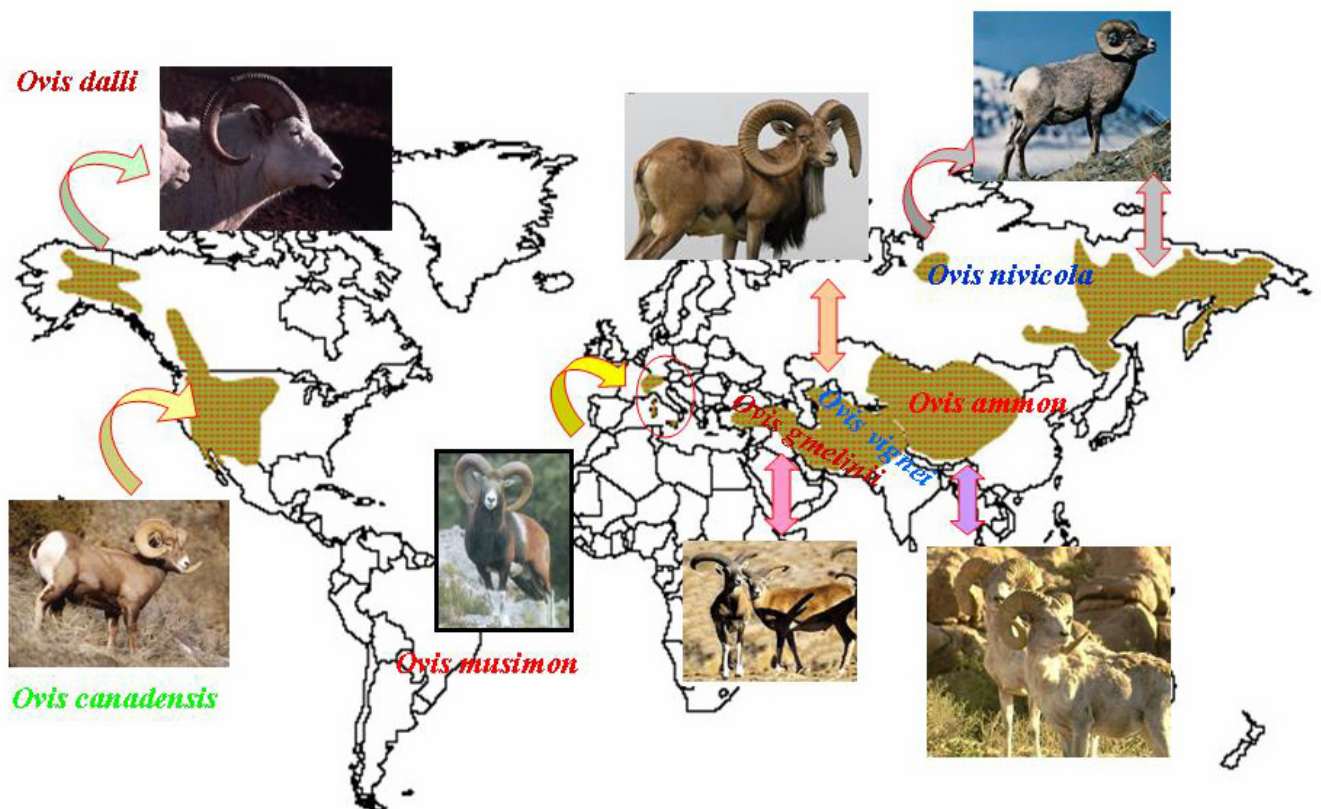 Ovis dalli
Ovis nivicola
Ovis ammon
Ovis vignei
Ovis gmelinii
Ovis musimon
Ovis canadensis